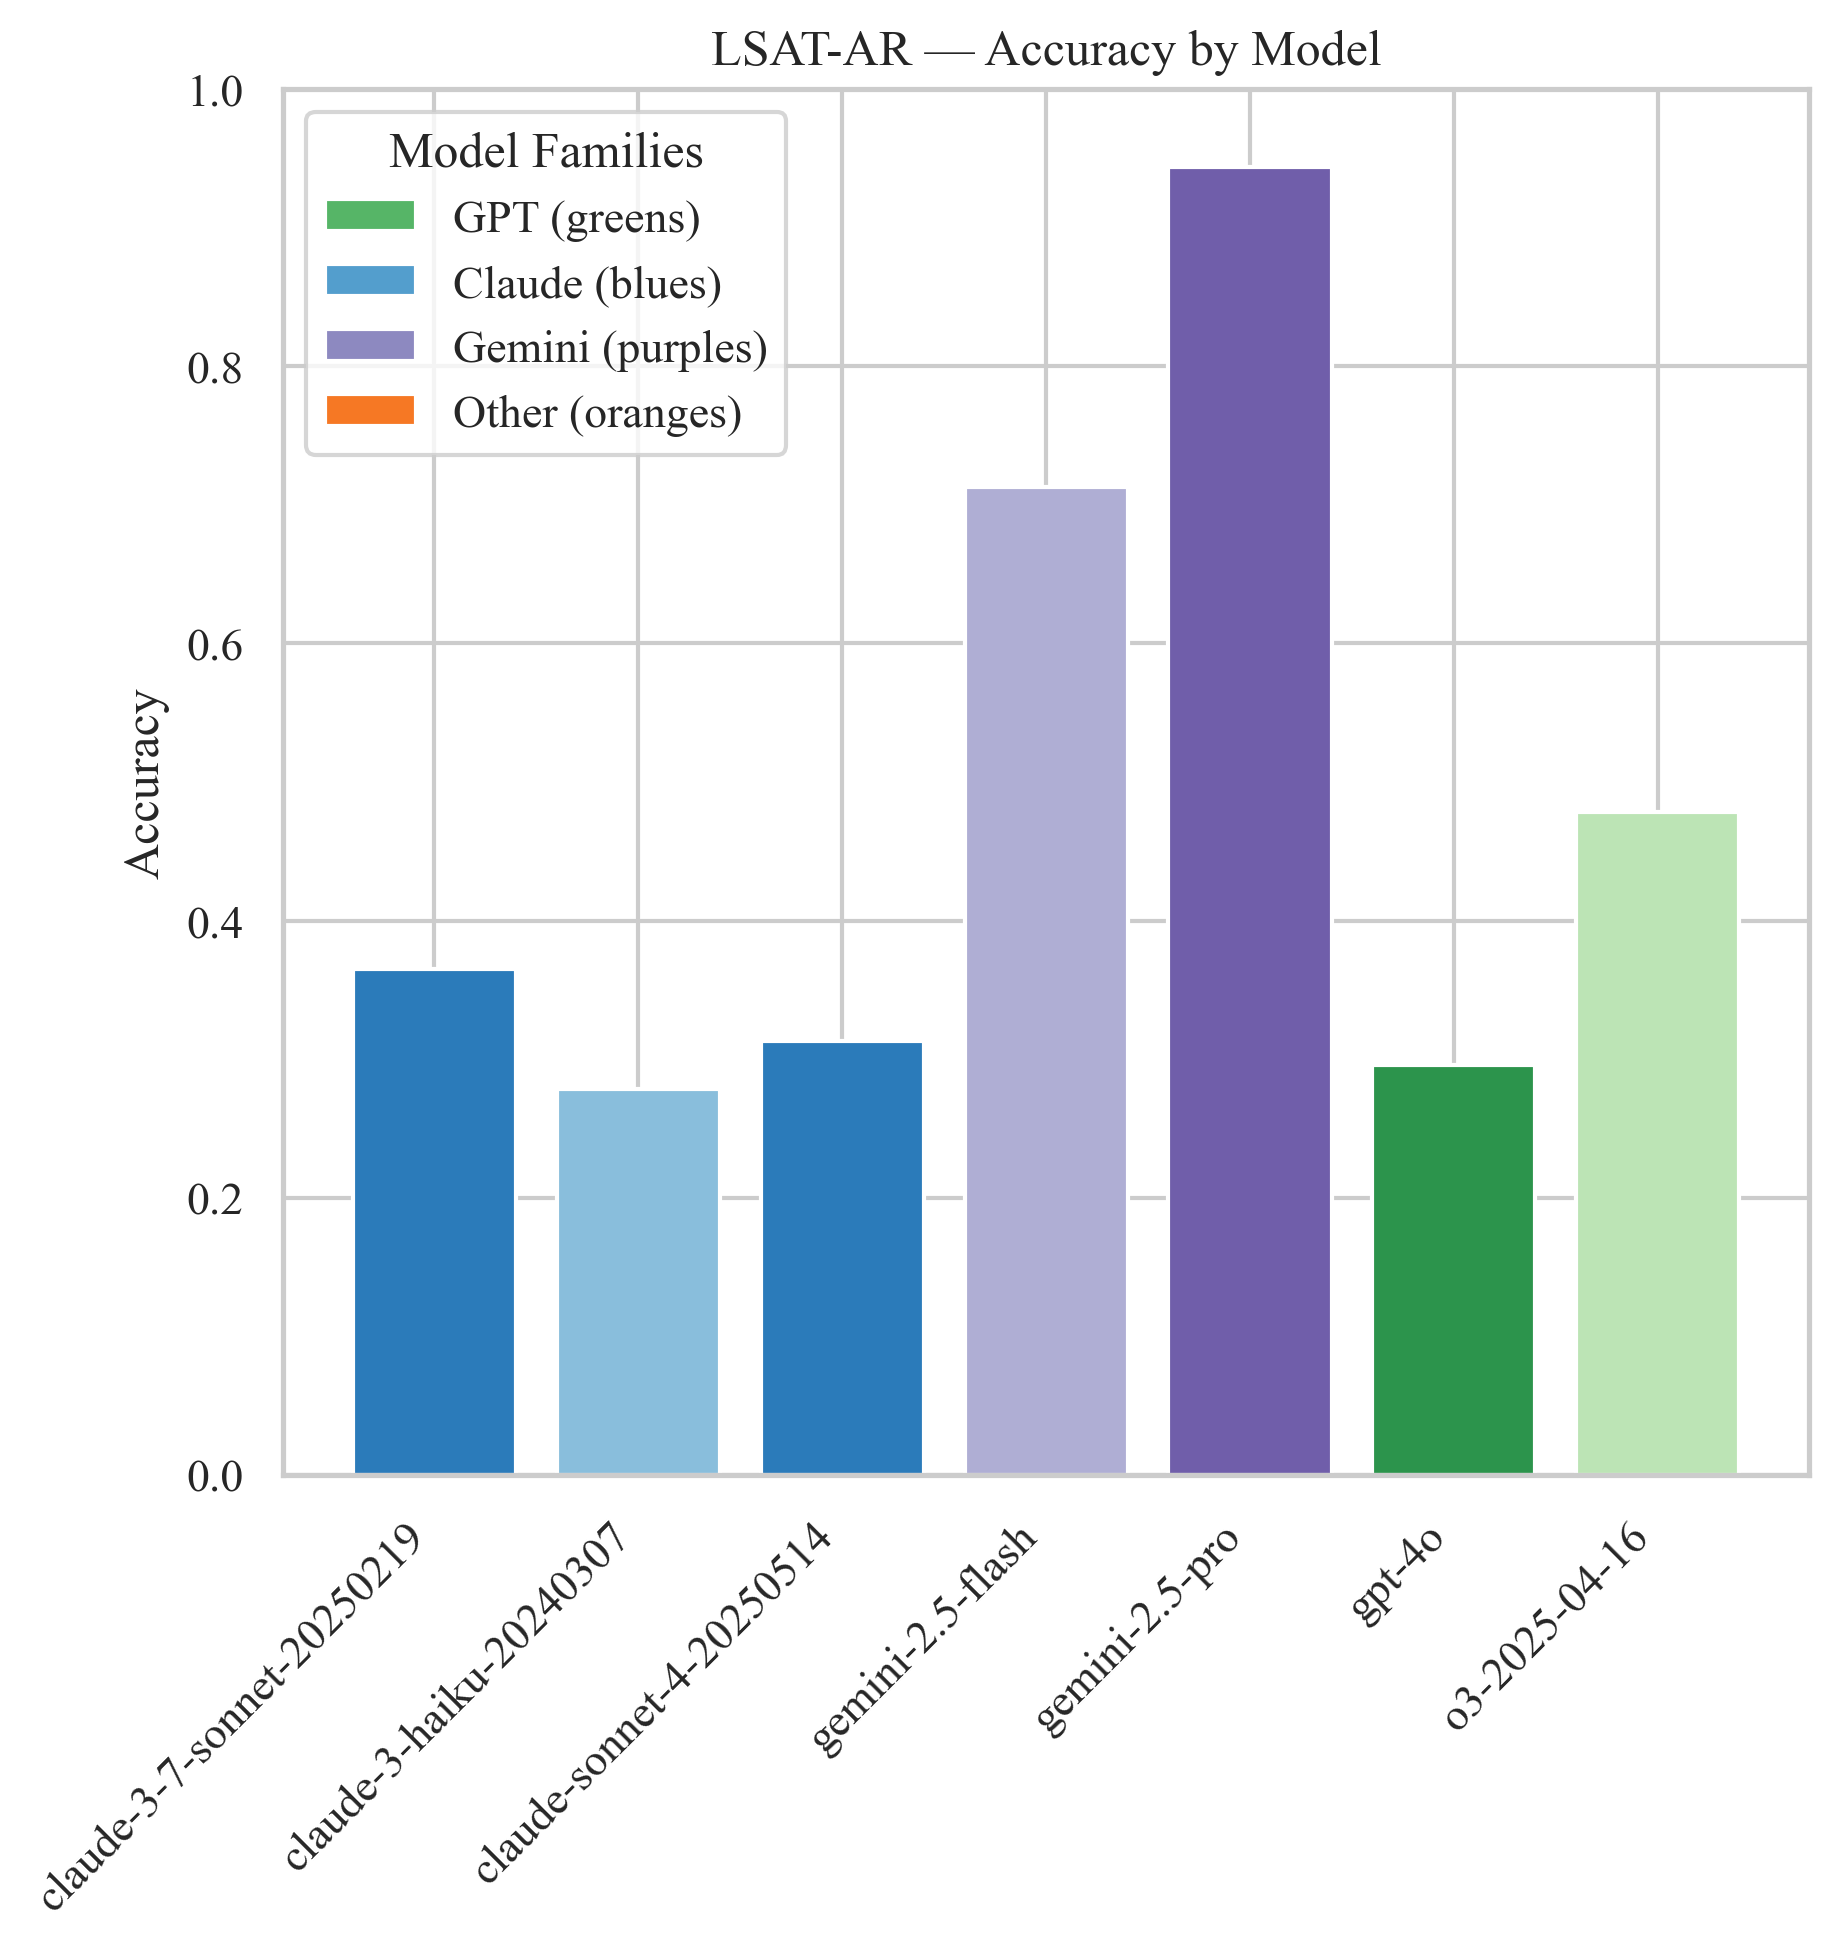 LSAT-AR — Accuracy by Model
Model Families
GPT (greens)
Claude (blues)
Gemini (purples)
Other (oranges)
1.0
0.8
0.6
0.4
0.2
0.0
Accuracy
claude-3-7-sonnet-20250219
claude-3-haiku-20240307
claude-sonnet-4-20250514
gemini-2.5-flash
gemini-2.5-pro
gpt-4o
o3-2025-04-16